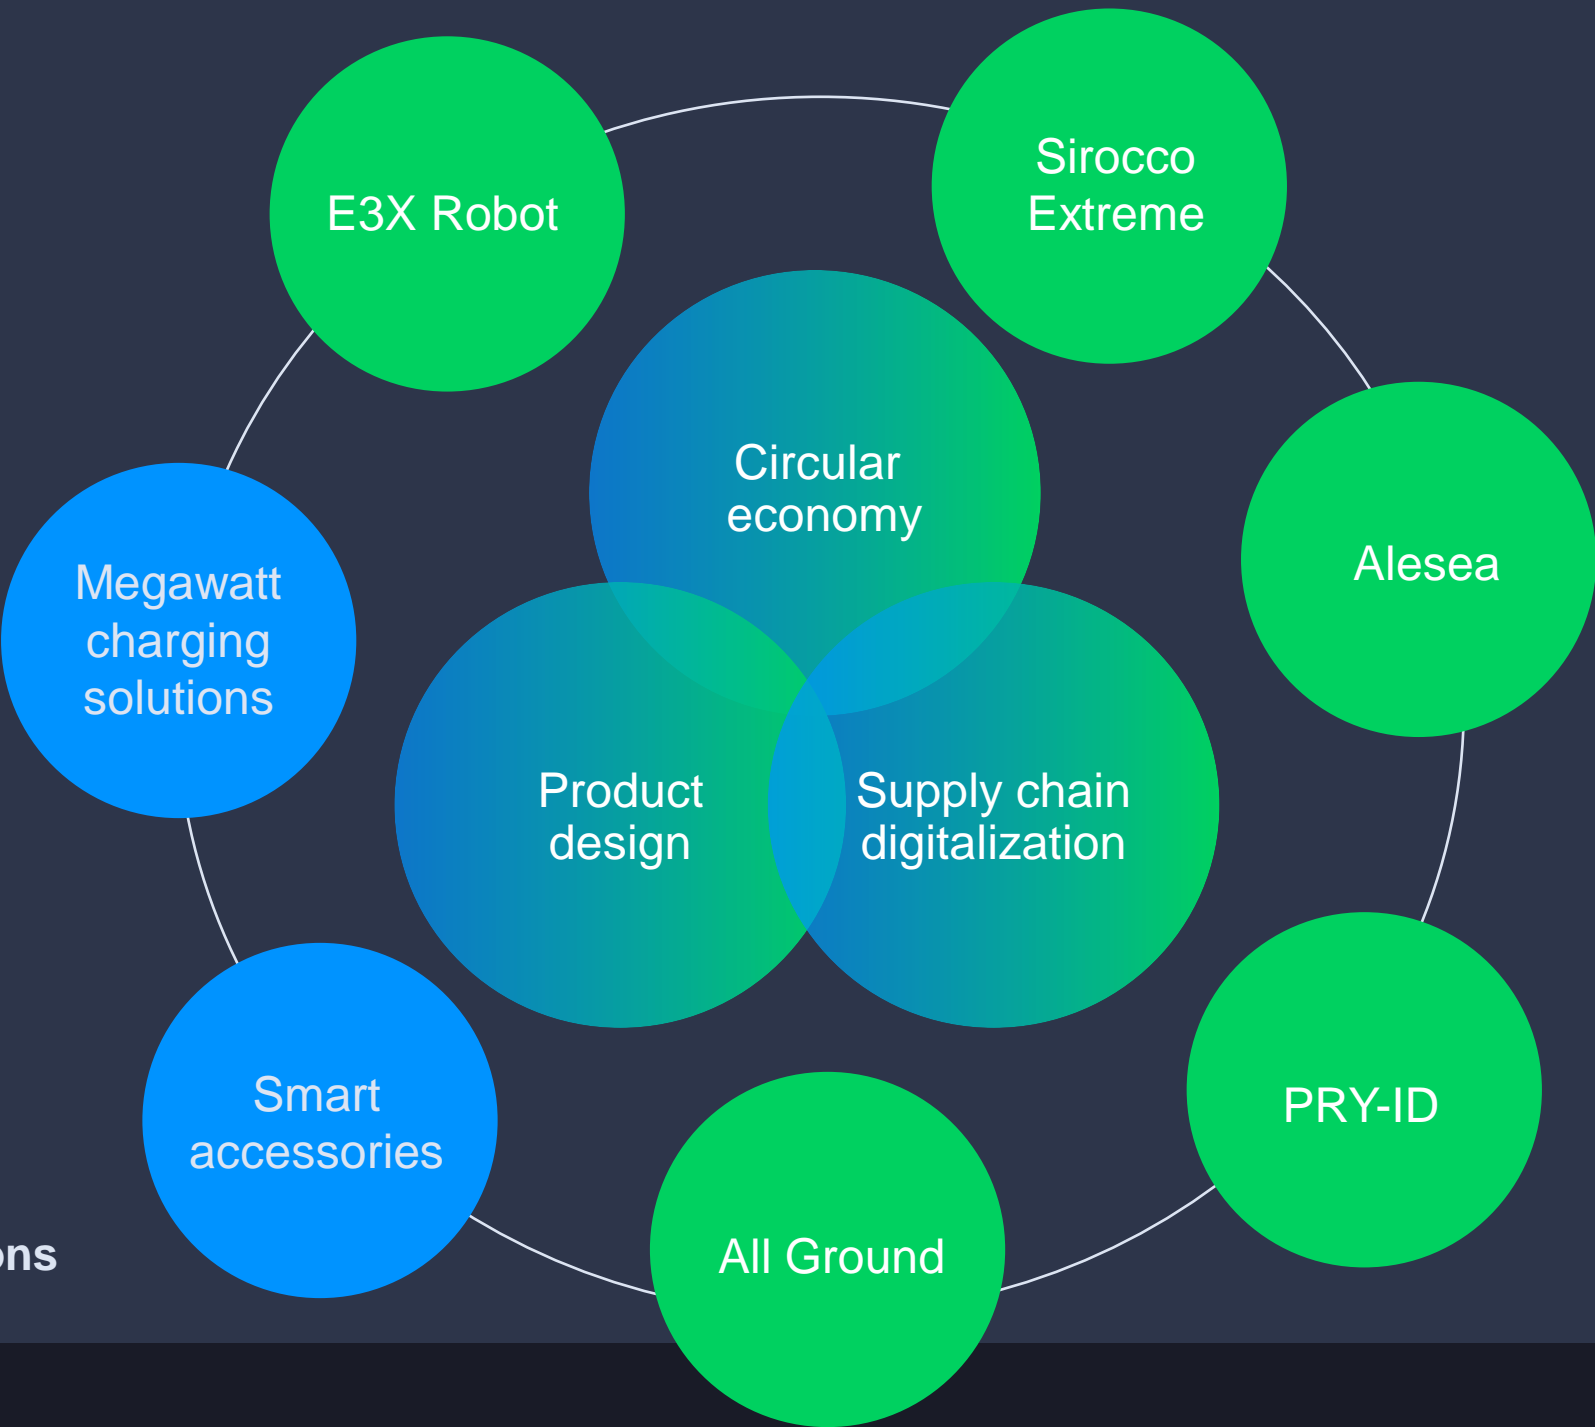 Sirocco
Extreme
E3X Robot
Circular
economy
Alesea
Megawatt
charging
solutions
Product
design
Supply chain
digitalization
Smart
accessories
PRY-ID
All Ground
ons